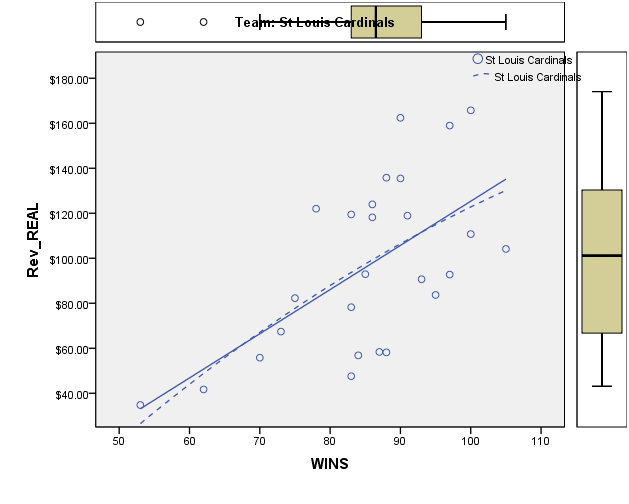 Team: St Louis Cardinals
St Louis Cardinals
St Louis Cardinals
$180.00
$160.00
$140.00
$120.00
$100.00
$80.00
$60.00
$40.00
Rev_REAL
50 60 70 80 90 100 110
WINS